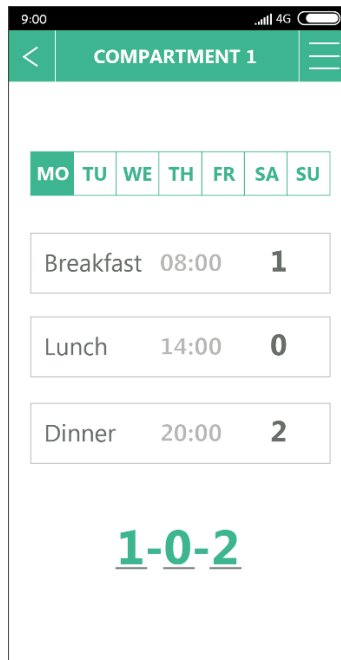 9:00 4G
< COMPARTMENT 1
MO TU WE TH FR SA SU
Breakfast 08:00 1
Lunch 14:00 0
Dinner 20:00 2
1-0-2